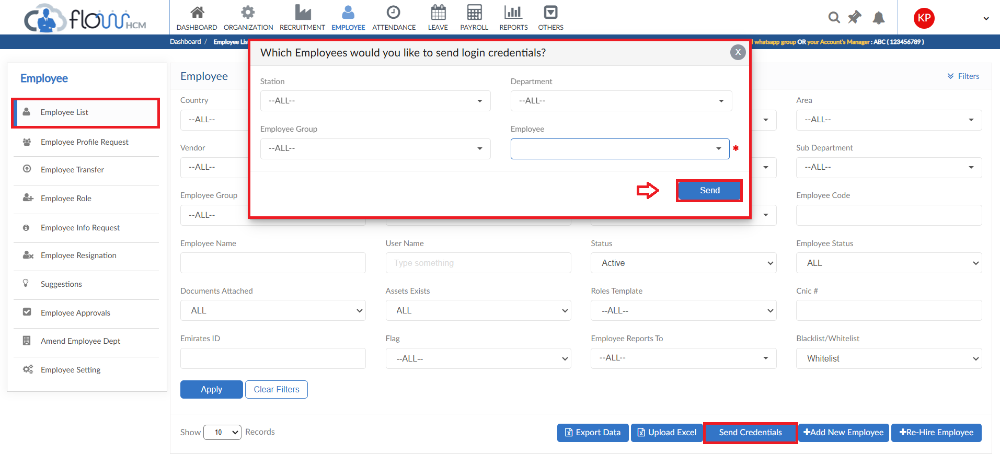 flow HCM
DASHBOARD ORGANIZATION RECRUITMENT EMPLOYEE ATTENDANCE LEAVE PAYROLL REPORTS OTHERS
KP
Dashboard / Employee Lis
whatsapp group OR your Account's Manager : ABC ( 123456789 )
Which Employees would you like to send login credentials?
X
Station
Department
--ALL--
--ALL--
Employee Group
Employee
--ALL--
*
Send
Employee
Employee List
Employee Profile Request
Employee Transfer
Employee Role
Employee Info Request
Employee Resignation
Suggestions
Employee Approvals
Amend Employee Dept
Employee Setting
Employee
Filters
Country
Area
--ALL--
--ALL--
Vendor
Sub Department
--ALL--
--ALL--
Employee Group
Employee Code
--ALL--
Employee Name
User Name
Status
Employee Status
Type something
Active
ALL
Documents Attached
Assets Exists
Roles Template
Cnic #
ALL
ALL
--ALL--
Emirates ID
Flag
Employee Reports To
Blacklist/Whitelist
--ALL--
--ALL--
Whitelist
Apply
Clear Filters
Show 10 Records
Export Data
Upload Excel
Send Credentials
+Add New Employee
+Re-Hire Employee